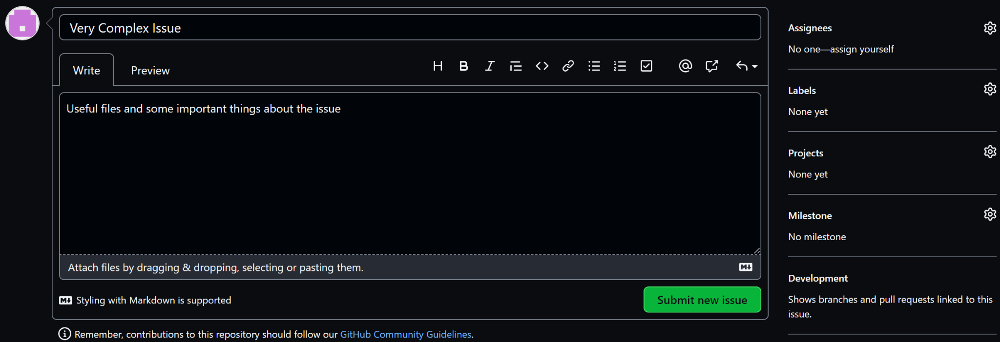 Very Complex Issue
Write
Preview
Useful files and some important things about the issue
Attach files by dragging & dropping, selecting or pasting them.
Styling with Markdown is supported
Submit new issue
Remember, contributions to this repository should follow our GitHub Community Guidelines.
Assignees
No one—assign yourself
Labels
None yet
Projects
None yet
Milestone
No milestone
Development
Shows branches and pull requests linked to this
issue.